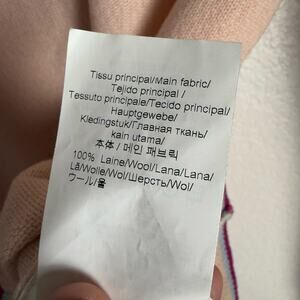 Tissu principal/Main fabric/
Tejido principal /
Tessuto principale/Tecido principal/
Hauptgewebe/
Kledingstuk/Главная ткань/
kain utama/
本体 / 메인 패브릭
100% Laine/Wool/Lana/Lana/
Lã/Wolle/Wol/Шерсть/Wol/
ウール/울